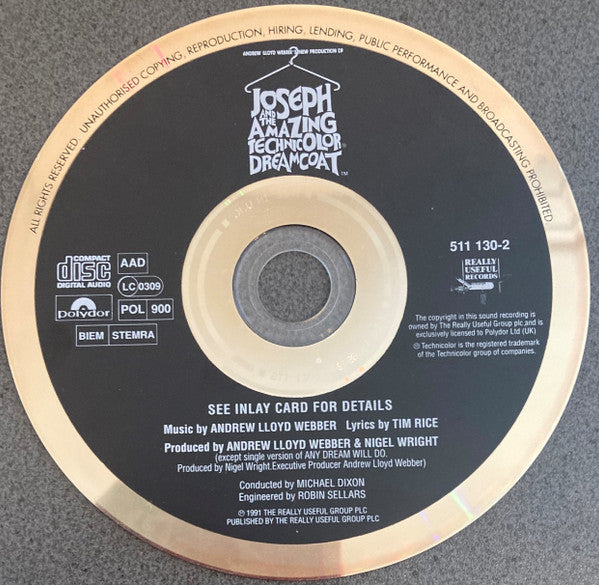 ALL RIGHTS RESERVED. UNAUTHORISED COPYING, REPRODUCTION, HIRING, LENDING, PUBLIC PERFORMANCE AND BROADCASTING PROHIBITED.
ANDREW LLOYD WEBBER'S NEW PRODUCTION OF
JOSEPH
AND THE
AMAZING
TECHNICOLOR®
DREAMCOAT
™
COMPACT
disc
DIGITAL AUDIO
AAD
LC 0309
polydor
POL 900
BIEM STEMRA
511 130-2
REALLY
USEFUL
RECORDS
The copyright in this sound recording is
owned by The Really Useful Group plc,and is
exclusively licensed to Polydor Ltd (UK)
® Technicolor is the registered trademark
of the Technicolor group of companies.
SEE INLAY CARD FOR DETAILS
Music by ANDREW LLOYD WEBBER Lyrics by TIM RICE
Produced by ANDREW LLOYD WEBBER & NIGEL WRIGHT
(except single version of ANY DREAM WILL DO.
Produced by Nigel Wright.Executive Producer Andrew Lloyd Webber)
Conducted by MICHAEL DIXON
Engineered by ROBIN SELLARS
℗ 1991 THE REALLY USEFUL GROUP PLC
PUBLISHED BY THE REALLY USEFUL GROUP PLC